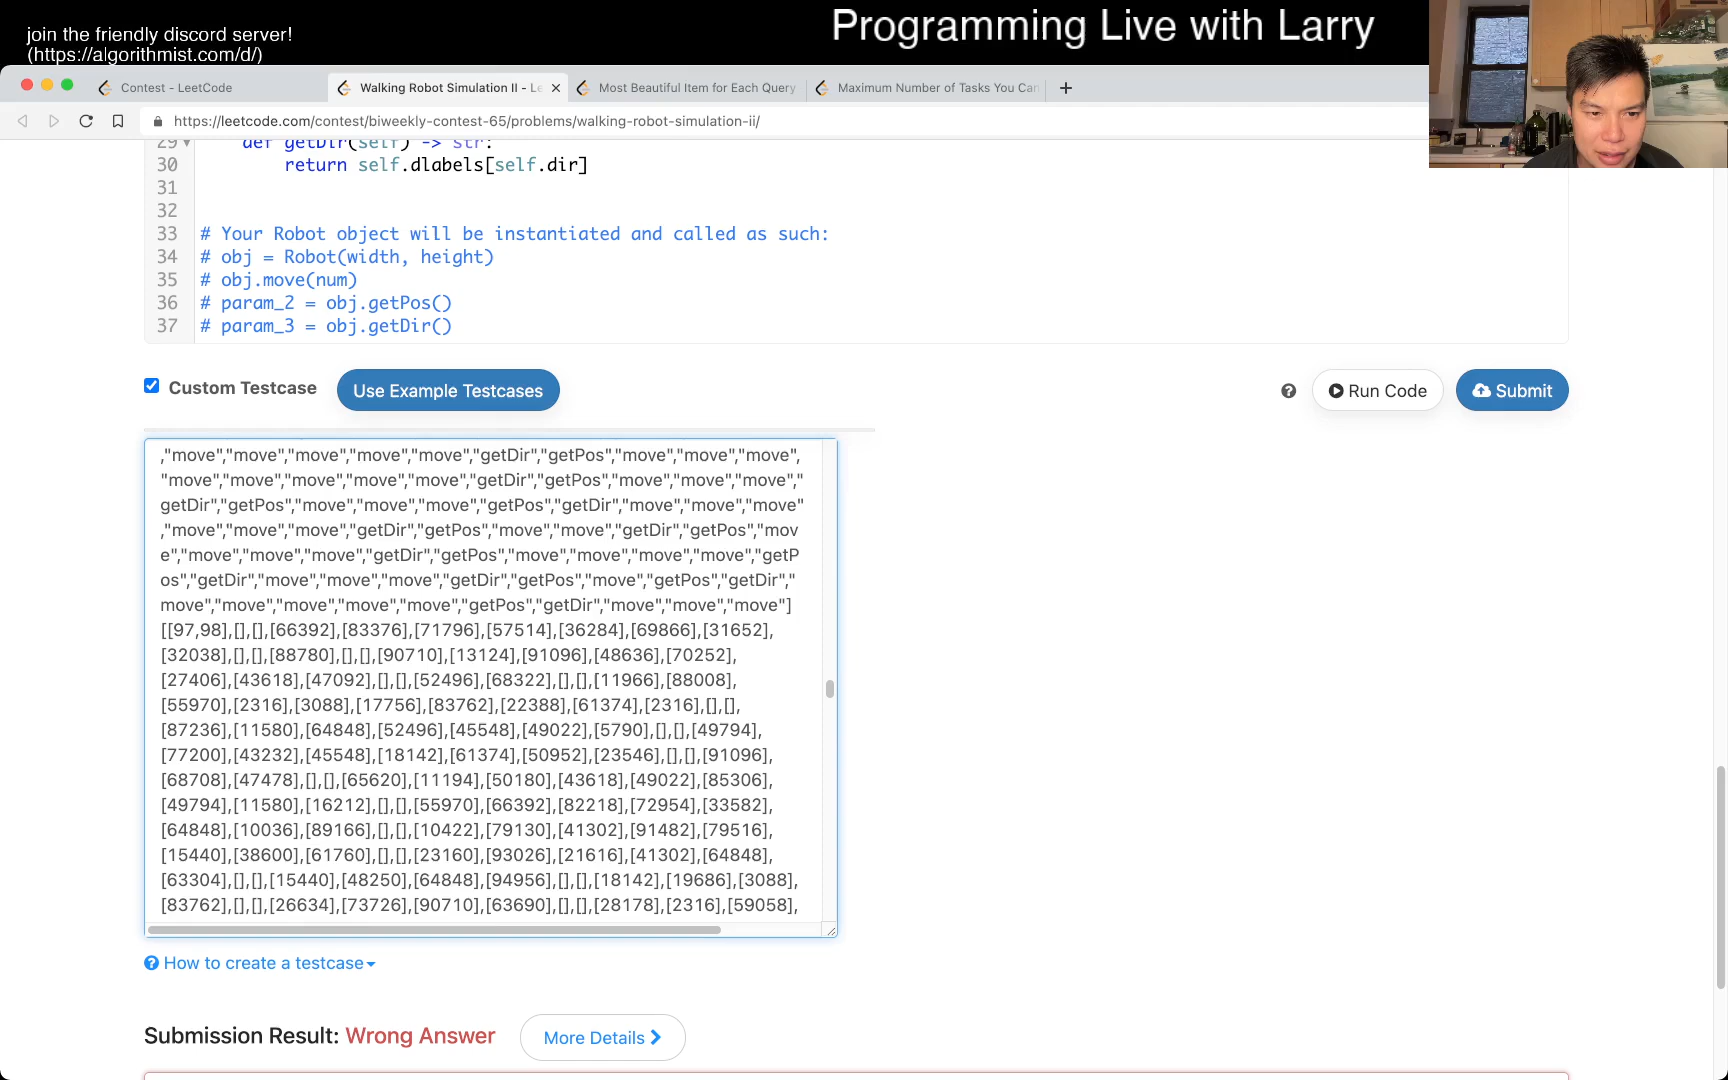 join the friendly discord server!
(https://algorithmist.com/d/)
Programming Live with Larry
Contest - LeetCode
Walking Robot Simulation II - Le
Most Beautiful Item for Each Query
Maximum Number of Tasks You Can
https://leetcode.com/contest/biweekly-contest-65/problems/walking-robot-simulation-ii/
29 def getDir(self) -> str:
30 return self.dlabels[self.dir]
31
32
33 # Your Robot object will be instantiated and called as such:
34 # obj = Robot(width, height)
35 # obj.move(num)
36 # param_2 = obj.getPos()
37 # param_3 = obj.getDir()
Custom Testcase
Use Example Testcases
Run Code
Submit
,"move","move","move","move","move","getDir","getPos","move","move","move",
"move","move","move","move","move","getDir","getPos","move","move","move","
getDir","getPos","move","move","move","getPos","getDir","move","move","move"
,"move","move","move","getDir","getPos","move","move","getDir","getPos","mov
e","move","move","move","getDir","getPos","move","move","move","move","getP
os","getDir","move","move","move","getDir","getPos","move","getPos","getDir","
move","move","move","move","move","getPos","getDir","move","move","move"]
[[97,98],[],[],[66392],[83376],[71796],[57514],[36284],[69866],[31652],
[32038],[],[],[88780],[],[],[90710],[13124],[91096],[48636],[70252],
[27406],[43618],[47092],[],[],[52496],[68322],[],[],[11966],[88008],
[55970],[2316],[3088],[17756],[83762],[22388],[61374],[2316],[],[],
[87236],[11580],[64848],[52496],[45548],[49022],[5790],[],[],[49794],
[77200],[43232],[45548],[18142],[61374],[50952],[23546],[],[],[91096],
[68708],[47478],[],[],[65620],[11194],[50180],[43618],[49022],[85306],
[49794],[11580],[16212],[],[],[55970],[66392],[82218],[72954],[33582],
[64848],[10036],[89166],[],[],[10422],[79130],[41302],[91482],[79516],
[15440],[38600],[61760],[],[],[23160],[93026],[21616],[41302],[64848],
[63304],[],[],[15440],[48250],[64848],[94956],[],[],[18142],[19686],[3088],
[83762],[],[],[26634],[73726],[90710],[63690],[],[],[28178],[2316],[59058],
How to create a testcase
Submission Result: Wrong Answer
More Details